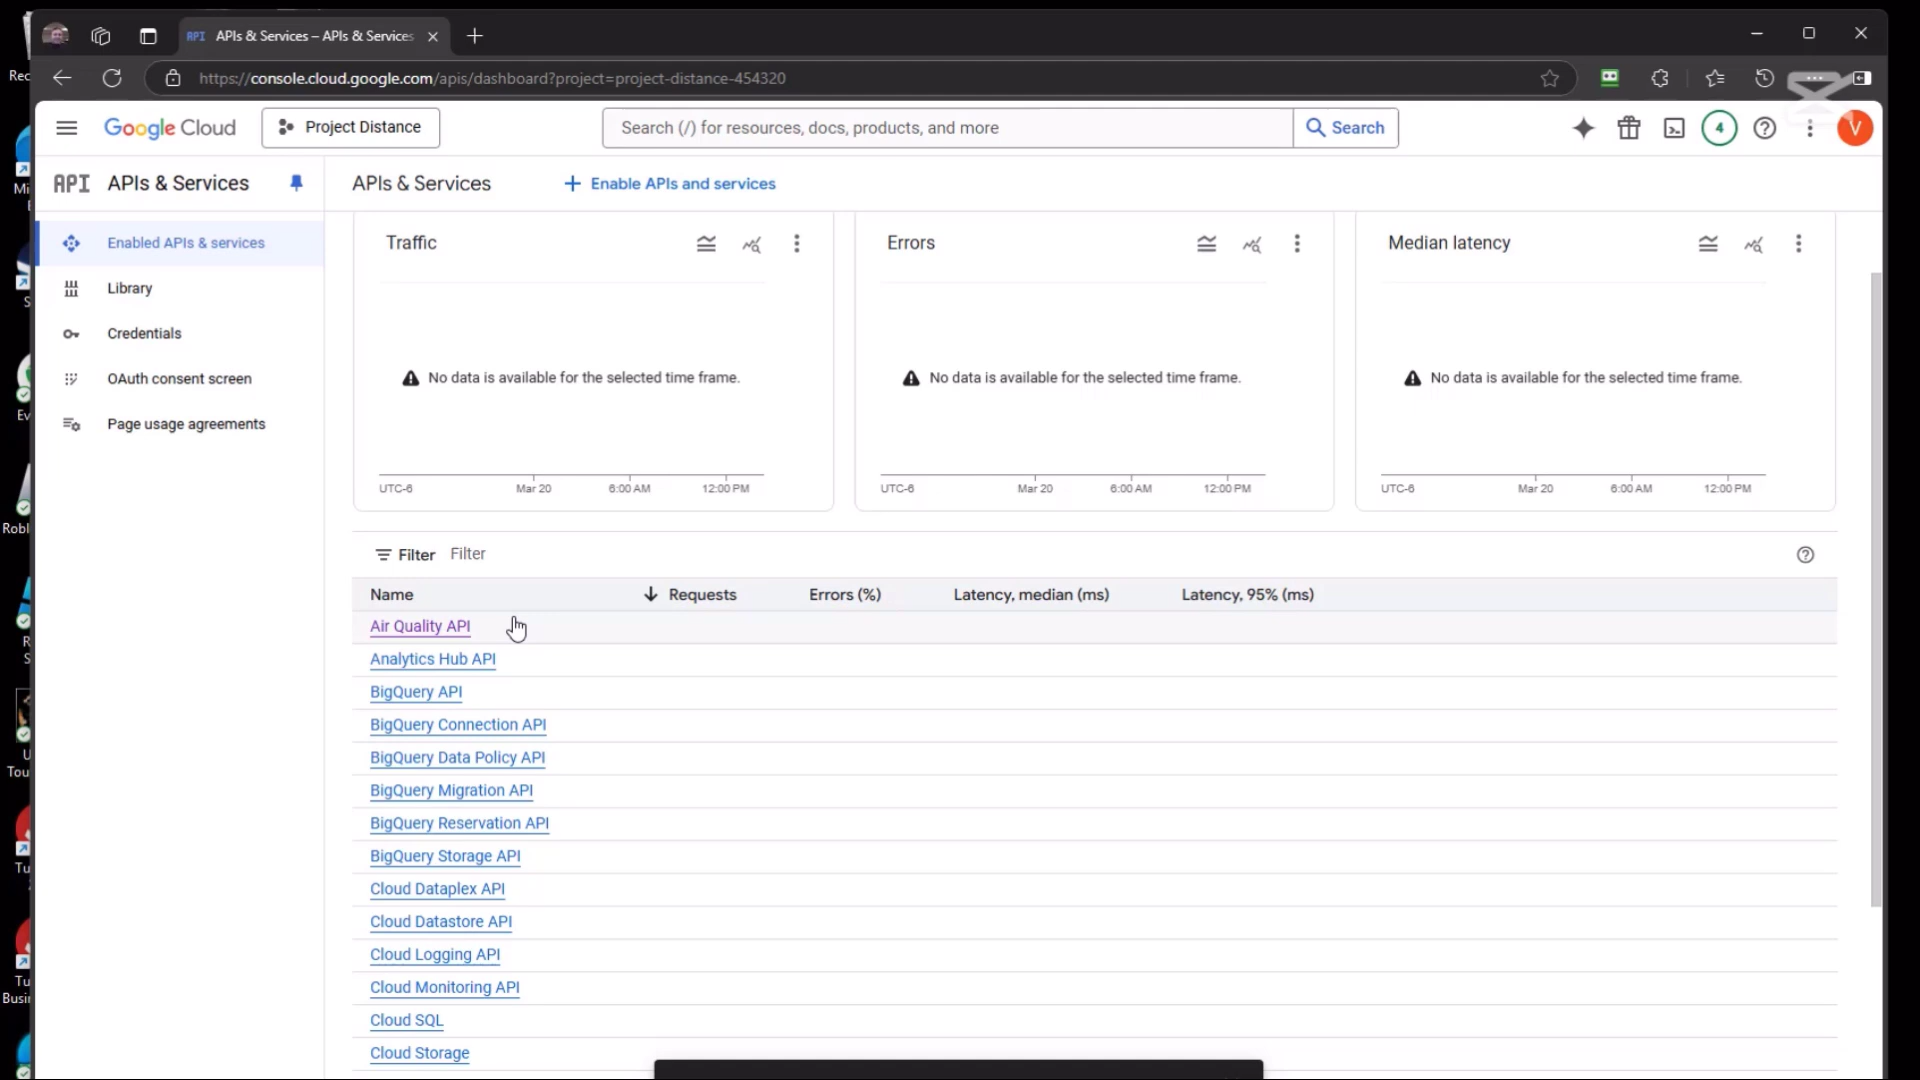 API APIs & Services – APIs & Services
https://console.cloud.google.com/apis/dashboard?project=project-distance-454320
Google Cloud
Project Distance
Search (/) for resources, docs, products, and more
Search
4
V
API APIs & Services
APIs & Services
+ Enable APIs and services
Enabled APIs & services
Library
Credentials
OAuth consent screen
Page usage agreements
Traffic
No data is available for the selected time frame.
UTC-6 Mar 20 6:00 AM 12:00 PM
Errors
No data is available for the selected time frame.
UTC-6 Mar 20 6:00 AM 12:00 PM
Median latency
No data is available for the selected time frame.
UTC-6 Mar 20 6:00 AM 12:00 PM
Filter Filter
Name Requests Errors (%) Latency, median (ms) Latency, 95% (ms)
Air Quality API
Analytics Hub API
BigQuery API
BigQuery Connection API
BigQuery Data Policy API
BigQuery Migration API
BigQuery Reservation API
BigQuery Storage API
Cloud Dataplex API
Cloud Datastore API
Cloud Logging API
Cloud Monitoring API
Cloud SQL
Cloud Storage